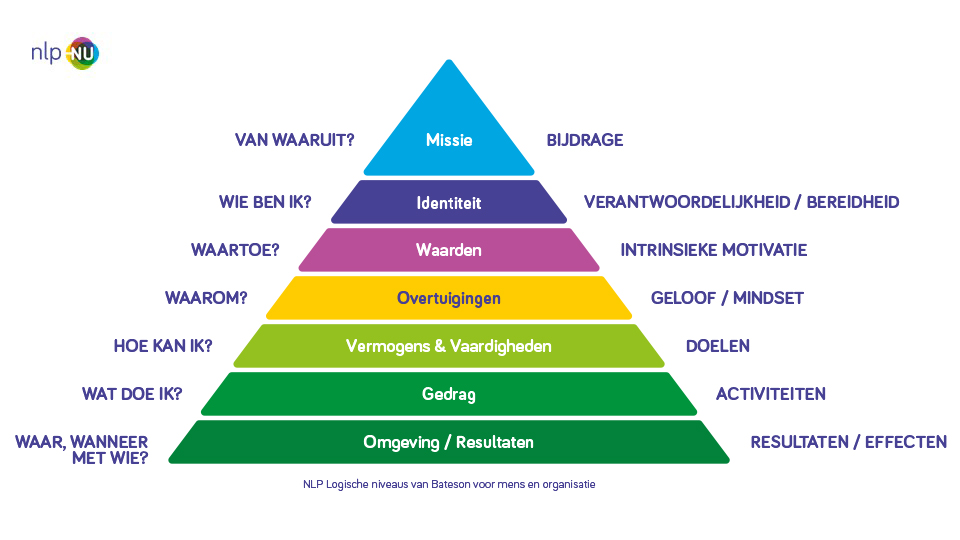 nlp NU
VAN WAARUIT? Missie BIJDRAGE
WIE BEN IK? Identiteit VERANTWOORDELIJKHEID / BEREIDHEID
WAARTOE? Waarden INTRINSIEKE MOTIVATIE
WAAROM? Overtuigingen GELOOF / MINDSET
HOE KAN IK? Vermogens & Vaardigheden DOELEN
WAT DOE IK? Gedrag ACTIVITEITEN
WAAR, WANNEER MET WIE? Omgeving / Resultaten RESULTATEN / EFFECTEN
NLP Logische niveaus van Bateson voor mens en organisatie